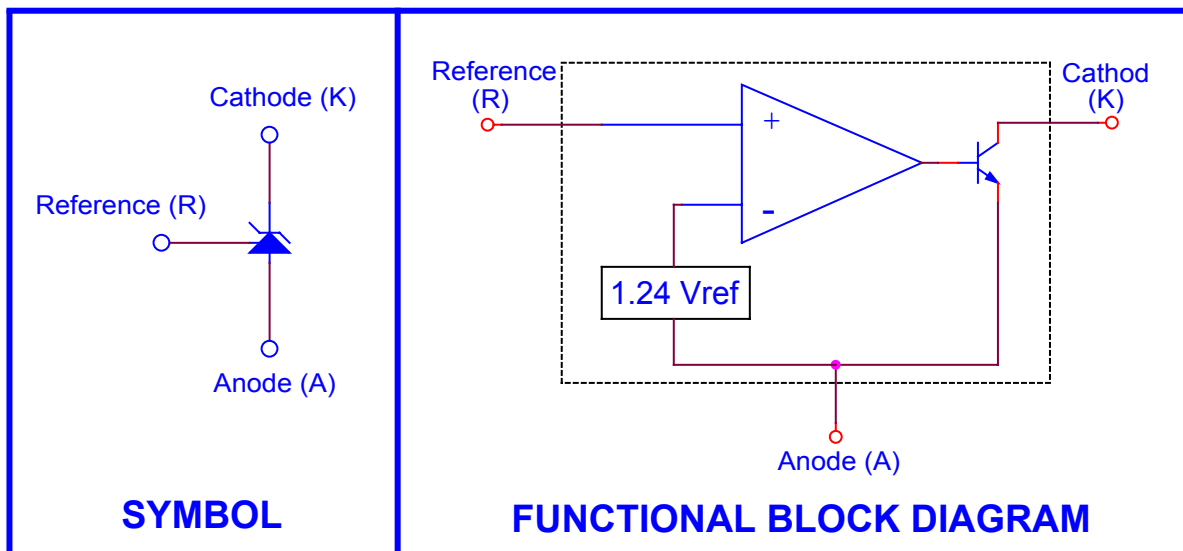 Cathode (K)
Reference (R)
Anode (A)
SYMBOL
Reference
(R)
Cathod
(K)
+
-
1.24 Vref
Anode (A)
FUNCTIONAL BLOCK DIAGRAM